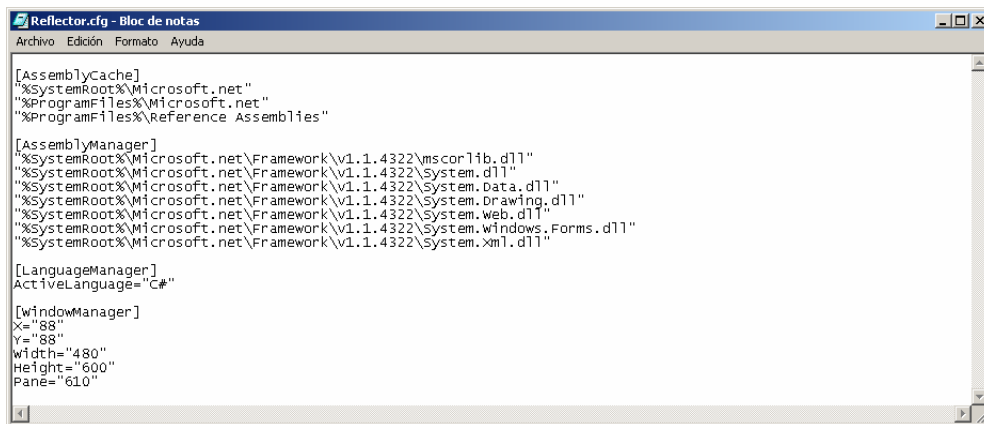 Reflector.cfg - Bloc de notas
Archivo Edición Formato Ayuda
[AssemblyCache]
"%SystemRoot%\Microsoft.net"
"%ProgramFiles%\Microsoft.net"
"%ProgramFiles%\Reference Assemblies"
[AssemblyManager]
"%SystemRoot%\Microsoft.net\Framework\v1.1.4322\mscorlib.dll"
"%SystemRoot%\Microsoft.net\Framework\v1.1.4322\System.dll"
"%SystemRoot%\Microsoft.net\Framework\v1.1.4322\System.Data.dll"
"%SystemRoot%\Microsoft.net\Framework\v1.1.4322\System.Drawing.dll"
"%SystemRoot%\Microsoft.net\Framework\v1.1.4322\System.Web.dll"
"%SystemRoot%\Microsoft.net\Framework\v1.1.4322\System.Windows.Forms.dll"
"%SystemRoot%\Microsoft.net\Framework\v1.1.4322\System.Xml.dll"
[LanguageManager]
ActiveLanguage="C#"
[WindowManager]
X="88"
Y="88"
Width="480"
Height="600"
Pane="610"